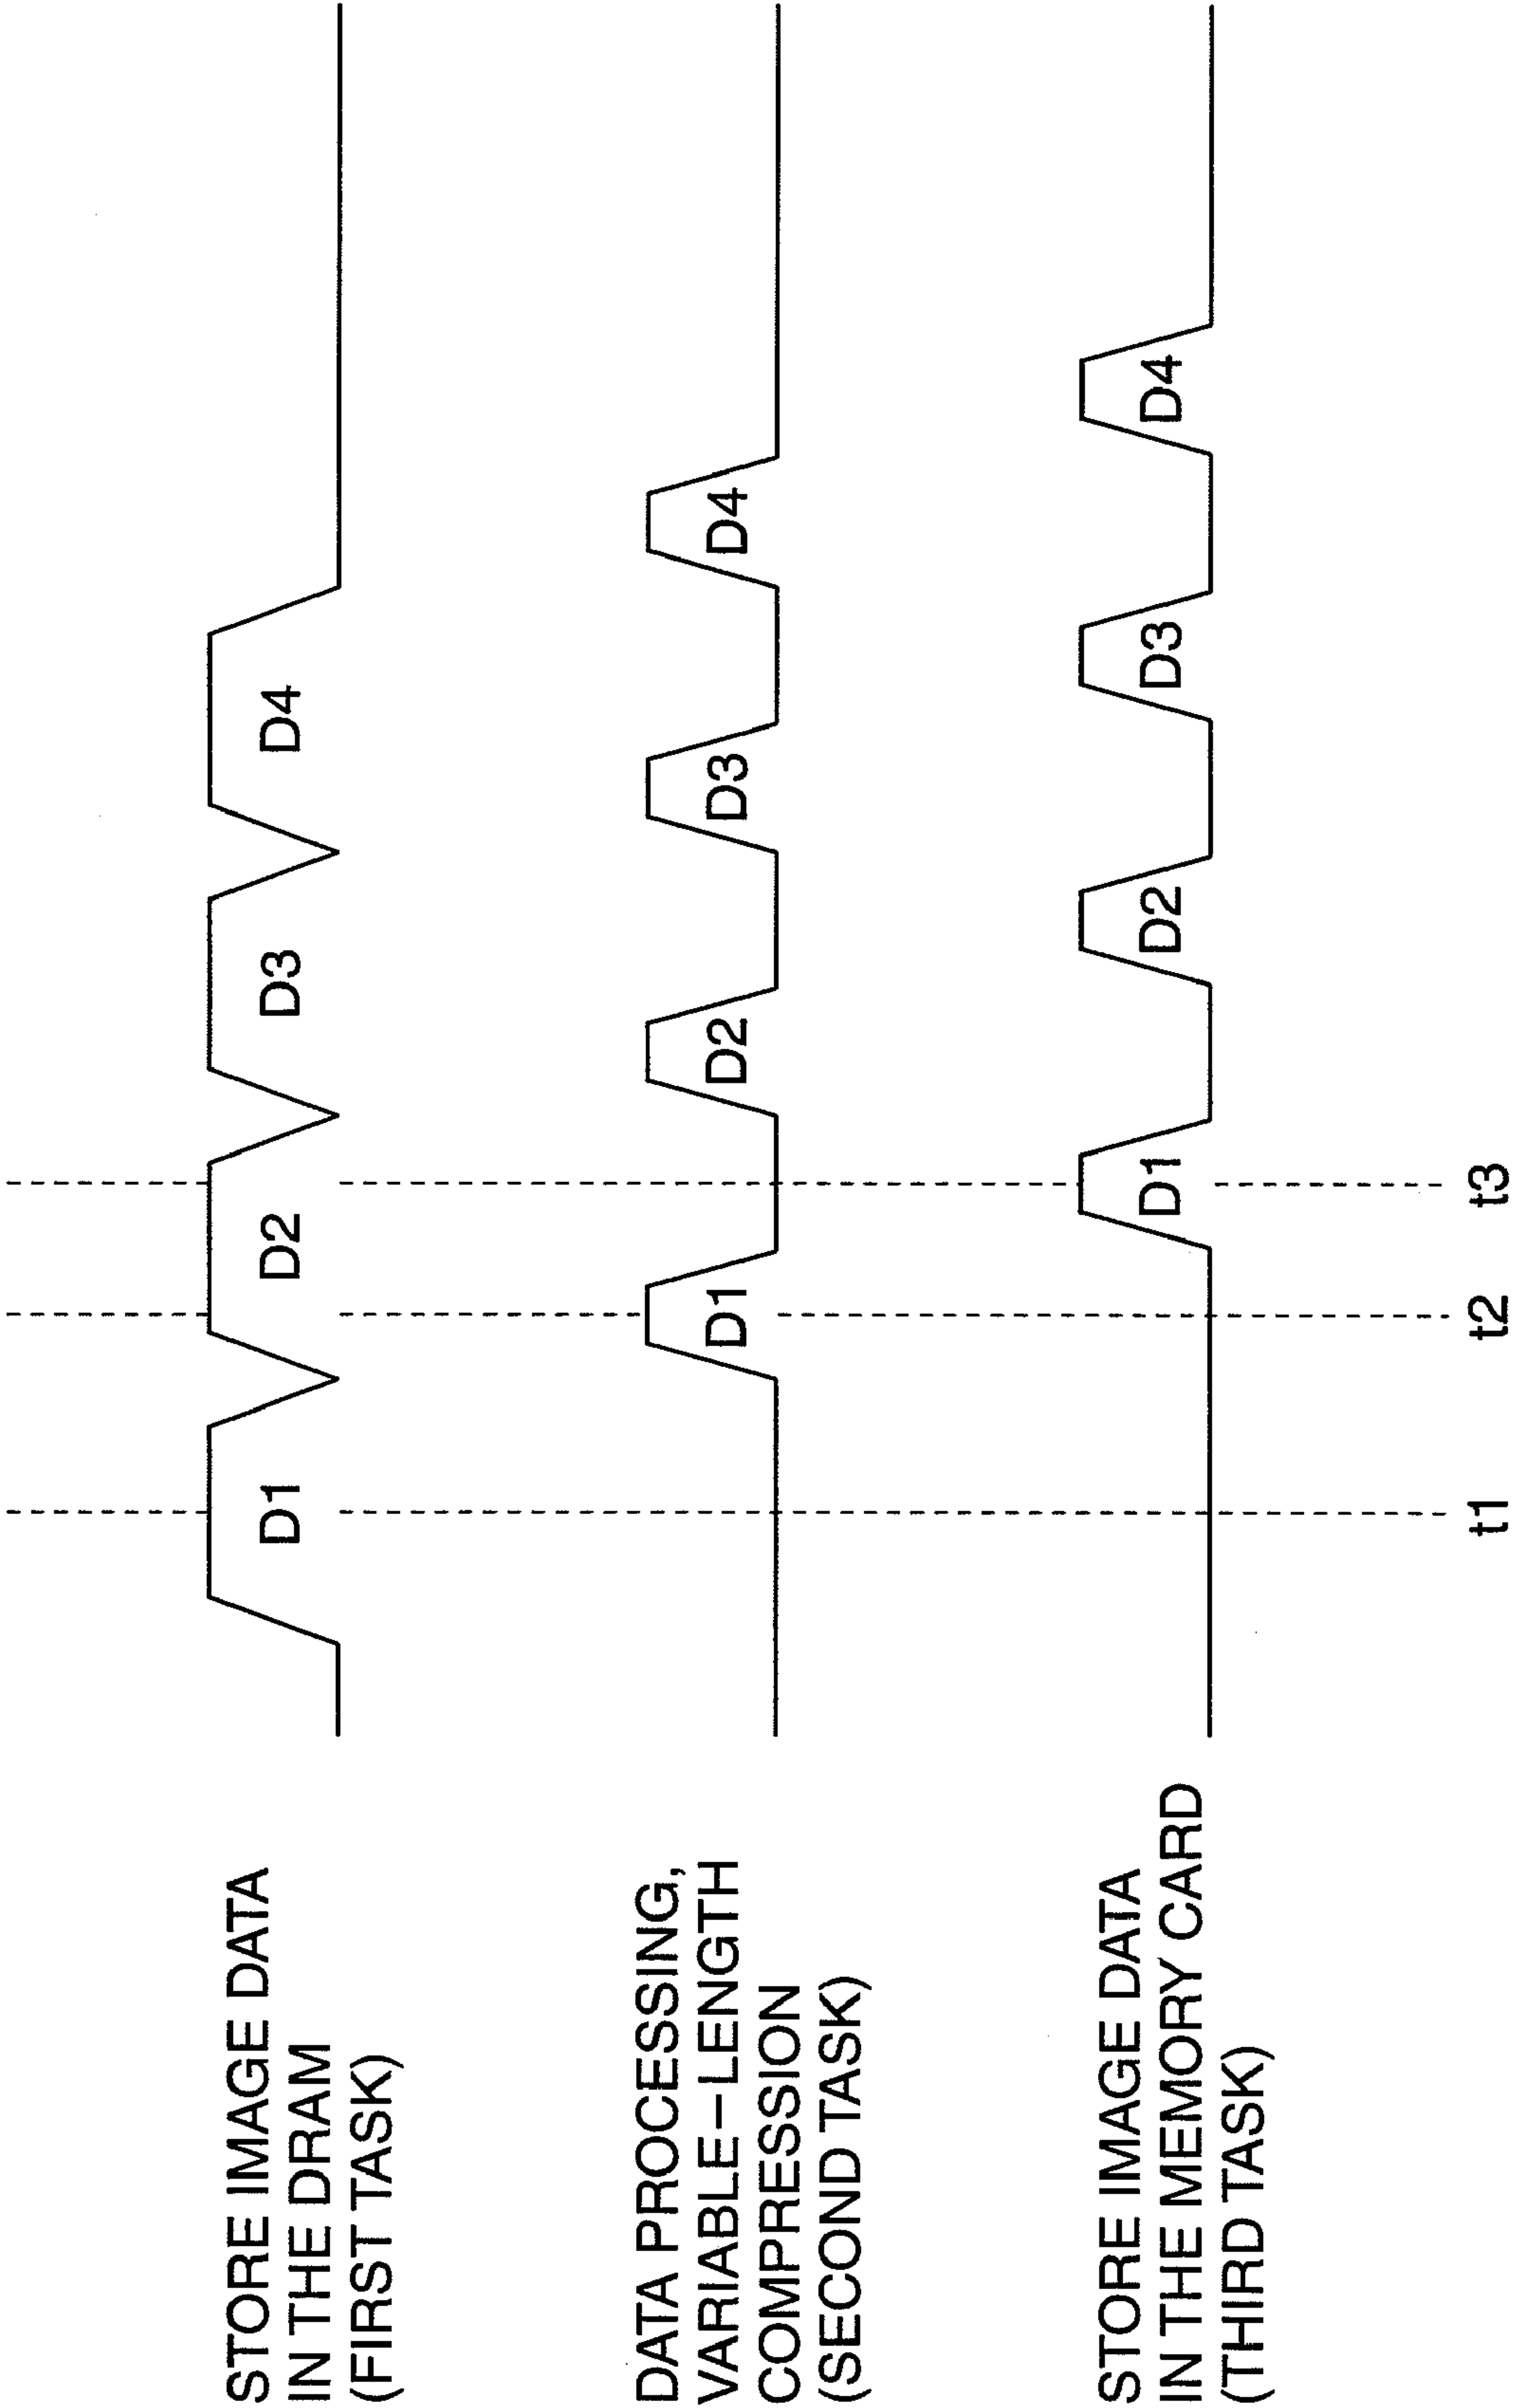 STORE IMAGE DATA
IN THE DRAM
(FIRST TASK)
D1
D2
D3
D4
DATA PROCESSING,
VARIABLE-LENGTH
COMPRESSION
(SECOND TASK)
D1
D2
D3
D4
STORE IMAGE DATA
IN THE MEMORY CARD
(THIRD TASK)
D1
D2
D3
D4
t1
t2
t3